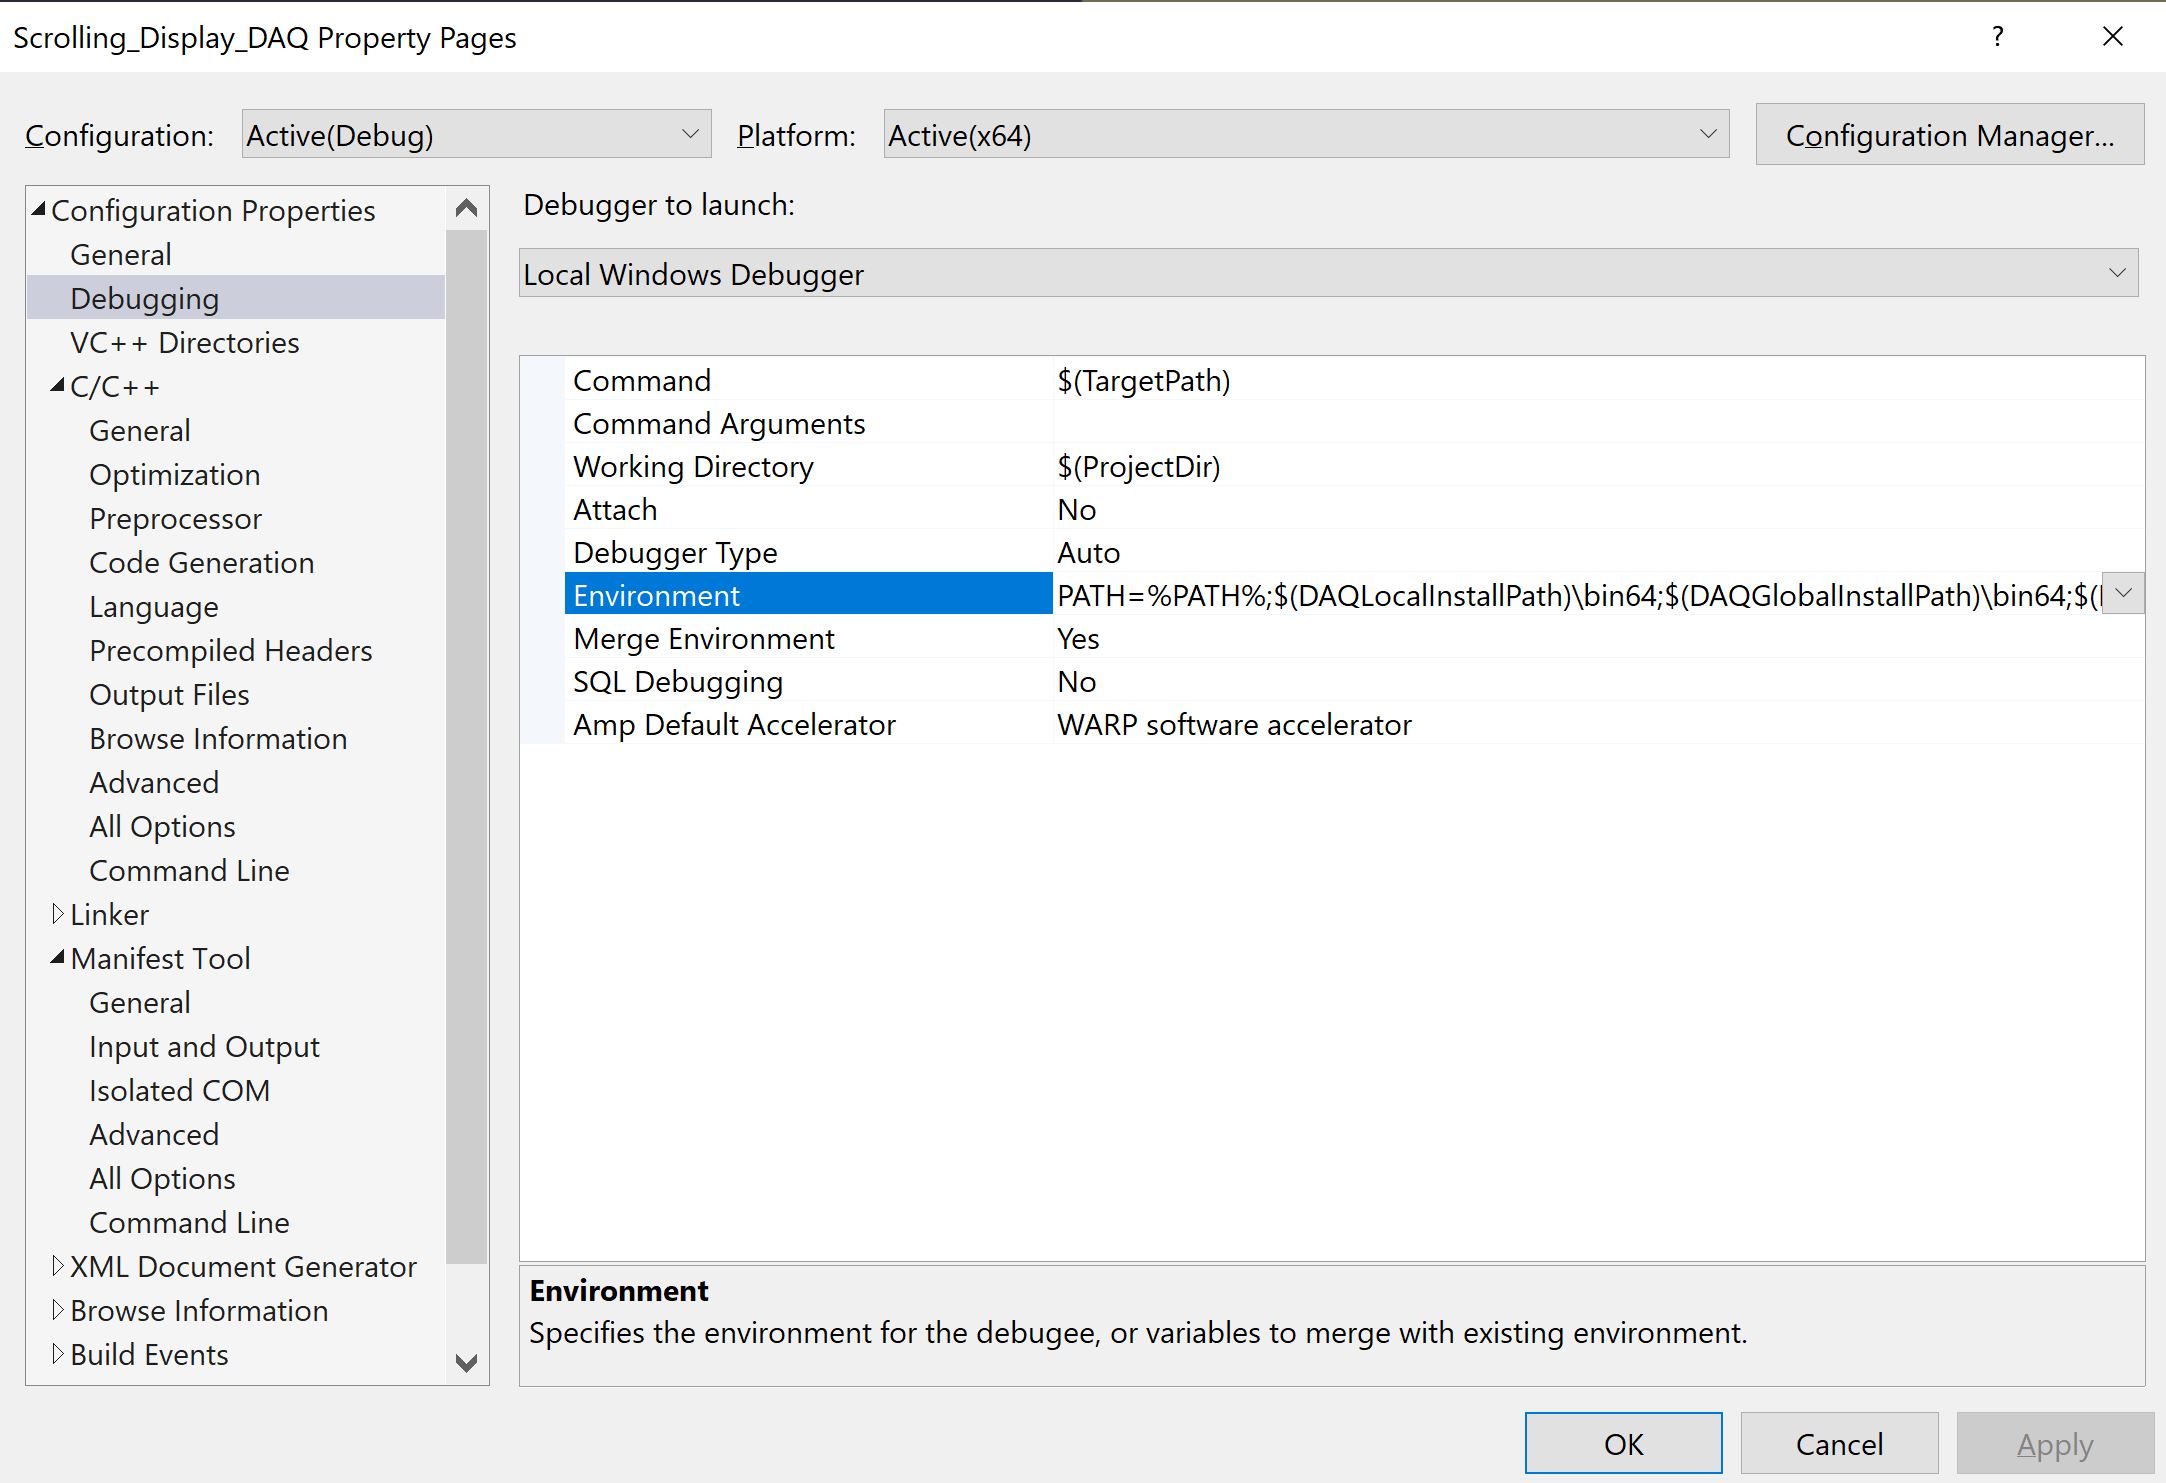 Scrolling_Display_DAQ Property Pages
?
Configuration: Active(Debug) Platform: Active(x64) Configuration Manager...
Configuration Properties
General
Debugging
VC++ Directories
C/C++
General
Optimization
Preprocessor
Code Generation
Language
Precompiled Headers
Output Files
Browse Information
Advanced
All Options
Command Line
Linker
Manifest Tool
General
Input and Output
Isolated COM
Advanced
All Options
Command Line
XML Document Generator
Browse Information
Build Events
Debugger to launch:
Local Windows Debugger
Command $(TargetPath)
Command Arguments
Working Directory $(ProjectDir)
Attach No
Debugger Type Auto
Environment PATH=%PATH%;$(DAQLocalInstallPath)\bin64;$(DAQGlobalInstallPath)\bin64;$(
Merge Environment Yes
SQL Debugging No
Amp Default Accelerator WARP software accelerator
Environment
Specifies the environment for the debugee, or variables to merge with existing environment.
OK Cancel Apply